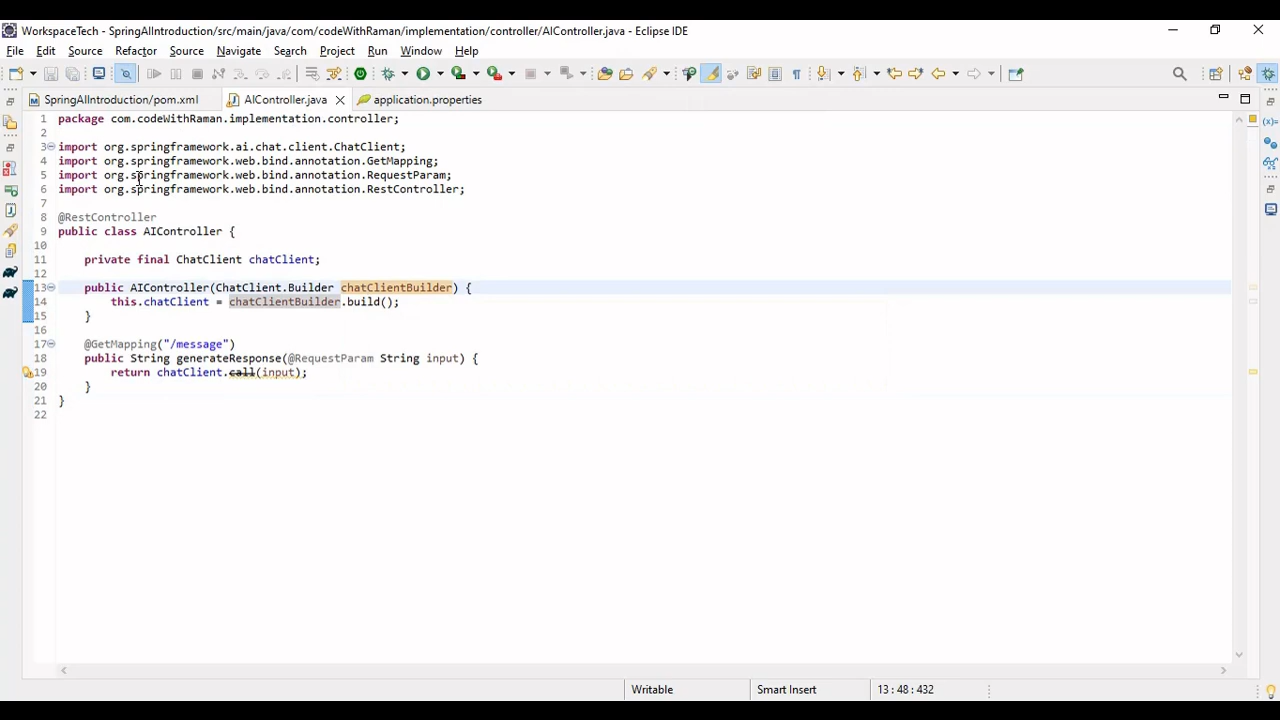 WorkspaceTech - SpringAIIntroduction/src/main/java/com/codeWithRaman/implementation/controller/AIController.java - Eclipse IDE
File Edit Source Refactor Navigate Search Project Run Window Help
SpringAIIntroduction/pom.xml AIController.java application.properties
1 package com.codeWithRaman.implementation.controller;
2
3 import org.springframework.ai.chat.client.ChatClient;
4 import org.springframework.web.bind.annotation.GetMapping;
5 import org.springframework.web.bind.annotation.RequestParam;
6 import org.springframework.web.bind.annotation.RestController;
7
8 @RestController
9 public class AIController {
10
11 private final ChatClient chatClient;
12
13 public AIController(ChatClient.Builder chatClientBuilder) {
14 this.chatClient = chatClientBuilder.build();
15 }
16
17 @GetMapping("/message")
18 public String generateResponse(@RequestParam String input) {
19 return chatClient.call(input);
20 }
21 }
22
Writable Smart Insert 13 : 48 : 432